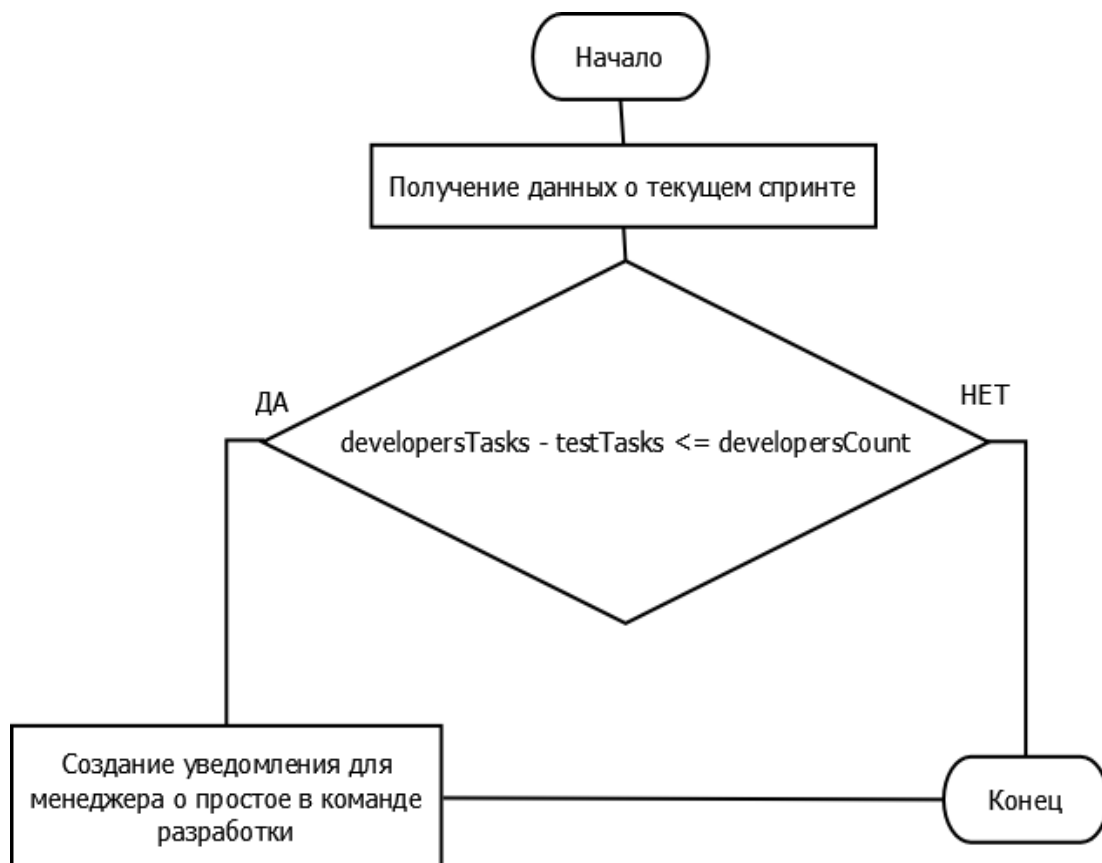 Начало
Получение данных о текущем спринте
ДА
НЕТ
developersTasks - testTasks <= developersCount
Создание уведомления для
менеджера о простое в команде
разработки
Конец